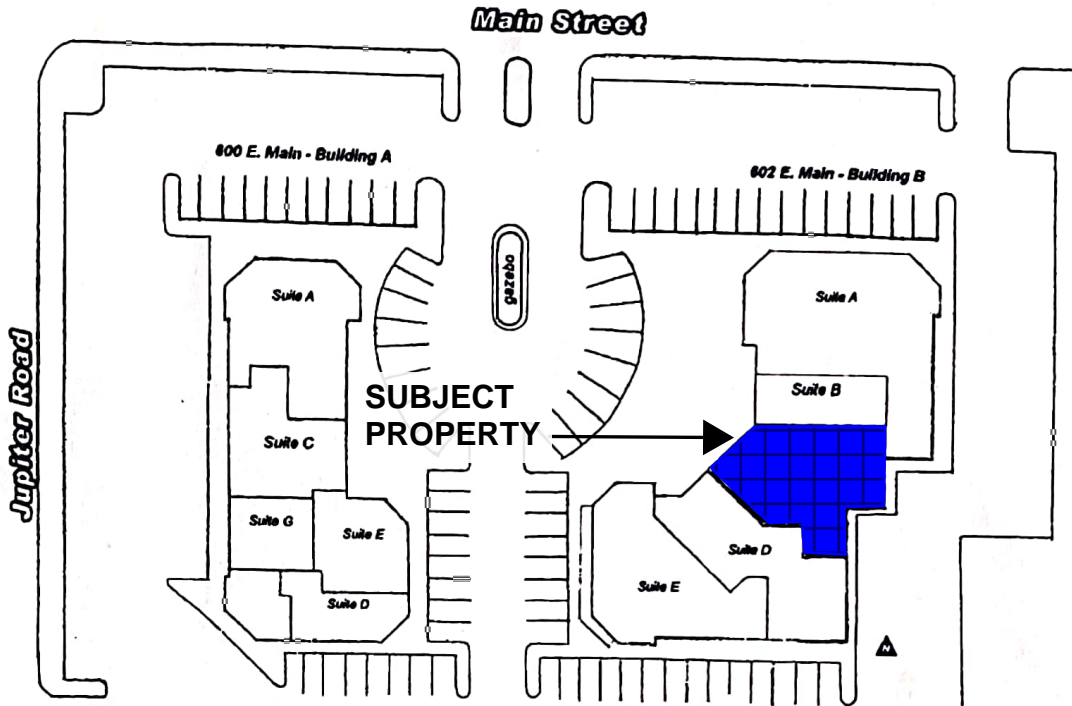 Main Street
600 E. Main - Building A
602 E. Main - Building B
gazebo
Suite A
Suite A
Jupiter Road
SUBJECT
PROPERTY
Suite B
Suite C
Suite G
Suite E
Suite D
Suite D
Suite E
N